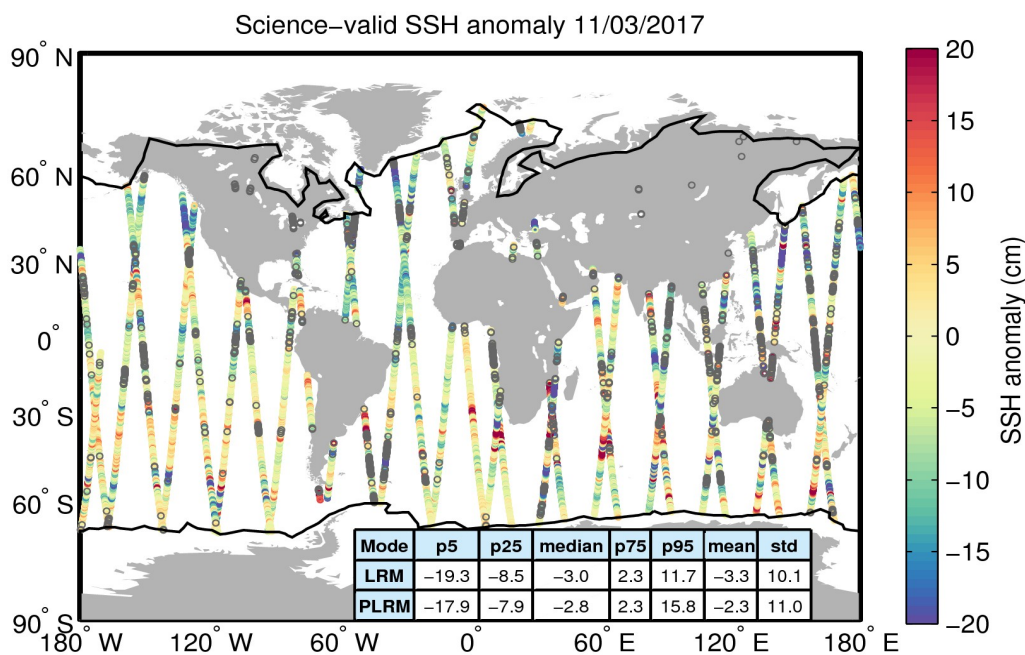 Science−valid SSH anomaly 11/03/2017
90° N
60° N
30° N
0°
30° S
60° S
90° S
180° W
120° W
60° W
0°
60° E
120° E
180° E
Mode p5 p25 median p75 p95 mean std
LRM −19.3 −8.5 −3.0 2.3 11.7 −3.3 10.1
PLRM −17.9 −7.9 −2.8 2.3 15.8 −2.3 11.0
20
15
10
5
0
−5
−10
−15
−20
SSH anomaly (cm)